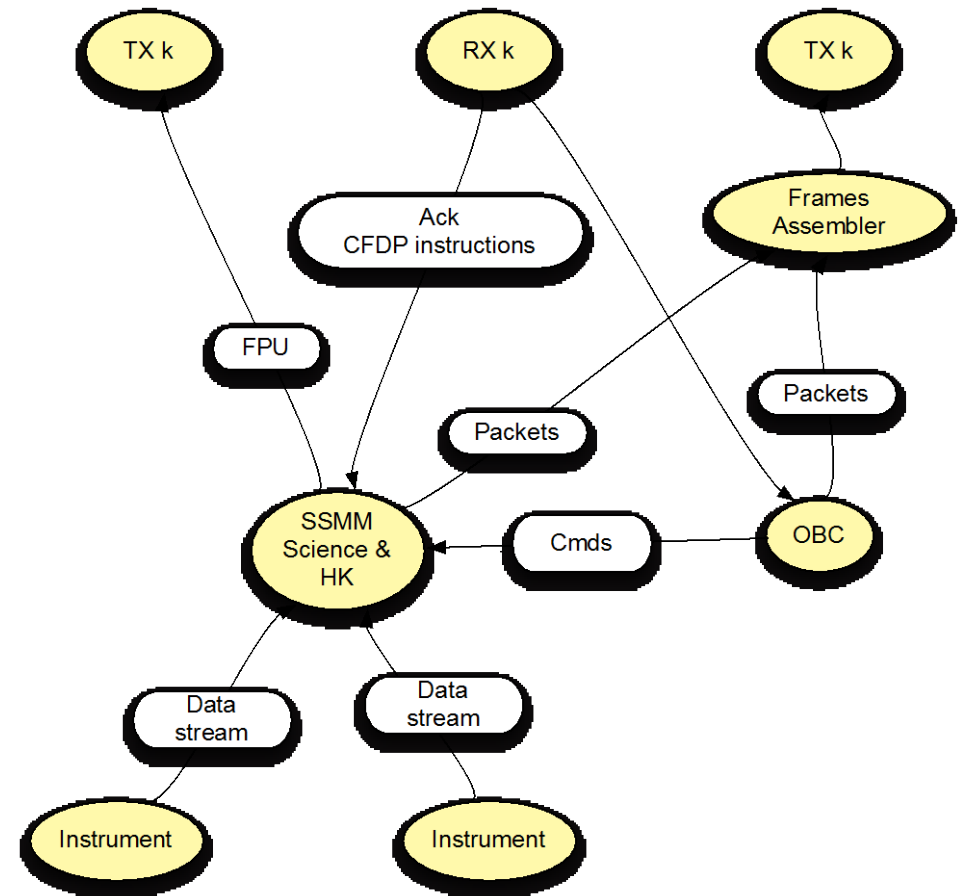 TX k
RX k
TX k
Frames
Assembler
Ack
CFDP instructions
FPU
Packets
Packets
SSMM
Science &
HK
Cmds
OBC
Data
stream
Data
stream
Instrument
Instrument